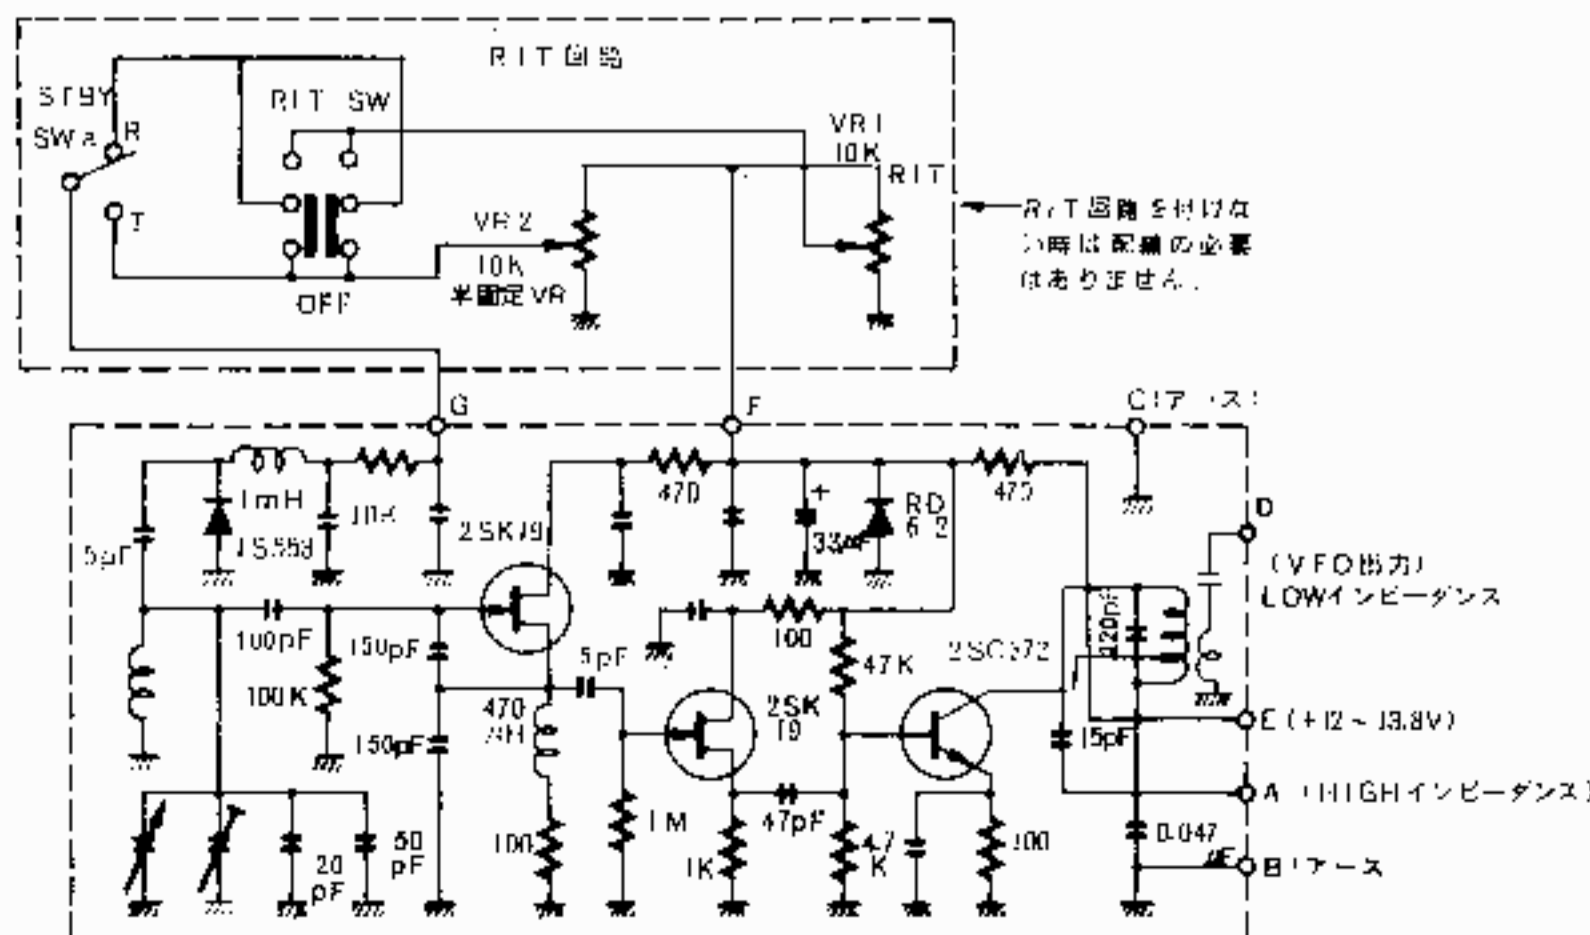 RIT回路
STBY
RIT SW
SWa
R
T
VR1
10K
RIT
VR2
10K
半固定VR
OFF
RIT回路を付けな
い時は配線の必要
はありません.
G
F
C(アース)
1mH
10K
1S553
5pF
2SK19
470
+
33μF
RD
6.2
470
D
(VFO出力)
LOWインピーダンス
100pF
100K
150pF
150pF
5pF
470
μH
100
47K
2SC372
120pF
2SK
19
E(+12~13.8V)
15pF
A(HIGHインピーダンス)
20
pF
50
pF
100
1M
1K
47pF
4.7
K
100
0.047
μF
B(アース